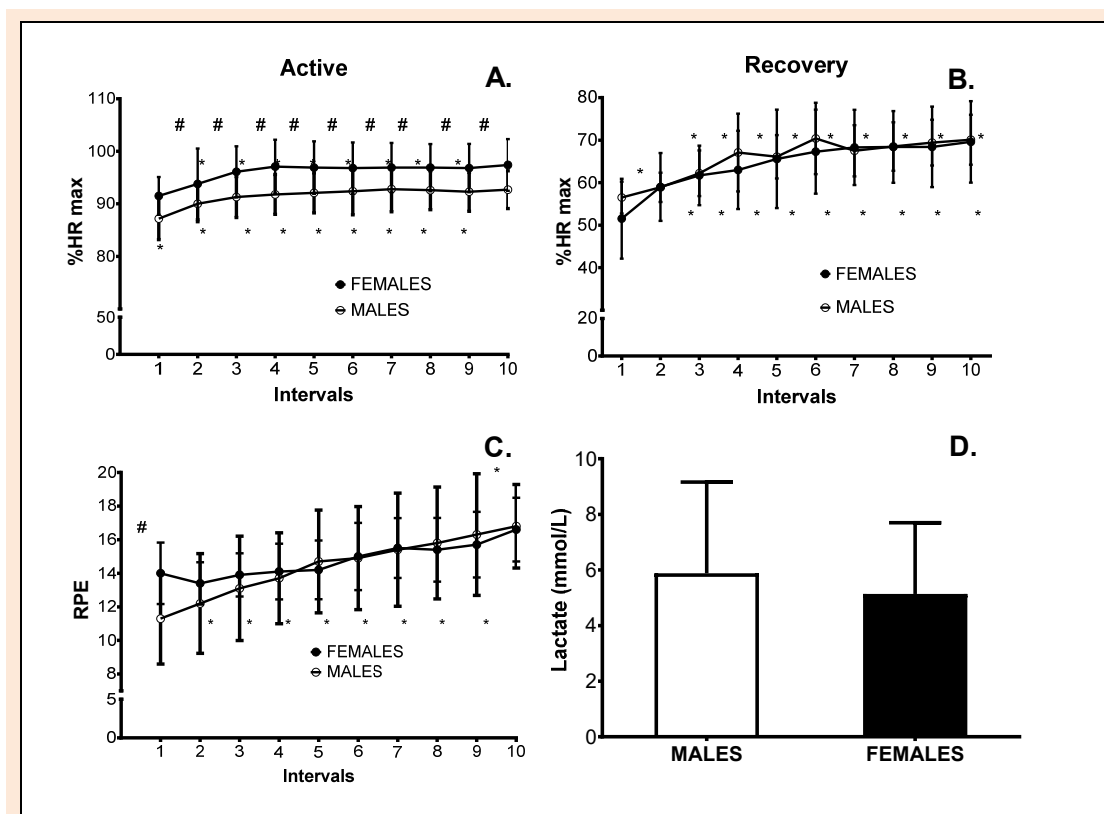 Active
A.
110
100
90
80
50
0
%HR max
# # # # # # # # #
* * * * * * *
* * * * * * * *
● FEMALES
○ MALES
1 2 3 4 5 6 7 8 9 10
Intervals
Recovery
B.
80
70
60
50
40
20
0
%HR max
* * * * * * * *
*
* * * * * * * *
● FEMALES
○ MALES
1 2 3 4 5 6 7 8 9 10
Intervals
C.
20
18
16
14
12
10
8
5
0
RPE
*
#
* * * * * * * *
● FEMALES
○ MALES
1 2 3 4 5 6 7 8 9 10
Intervals
D.
10
8
6
4
2
0
Lactate (mmol/L)
MALES FEMALES